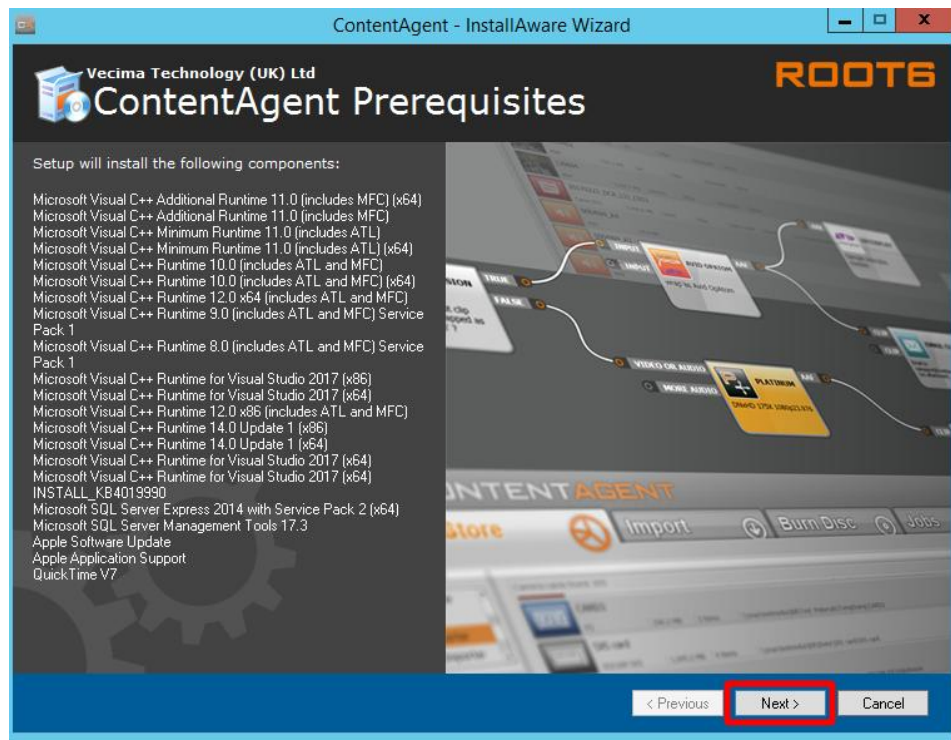 ContentAgent - InstallAware Wizard
Vecima Technology (UK) Ltd
ContentAgent Prerequisites
ROOT6
Setup will install the following components:
Microsoft Visual C++ Additional Runtime 11.0 (includes MFC) (x64)
Microsoft Visual C++ Additional Runtime 11.0 (includes MFC)
Microsoft Visual C++ Minimum Runtime 11.0 (includes ATL)
Microsoft Visual C++ Minimum Runtime 11.0 (includes ATL) (x64)
Microsoft Visual C++ Runtime 10.0 (includes ATL and MFC)
Microsoft Visual C++ Runtime 10.0 (includes ATL and MFC) (x64)
Microsoft Visual C++ Runtime 12.0 x64 (includes ATL and MFC)
Microsoft Visual C++ Runtime 9.0 (includes ATL and MFC) Service
Pack 1
Microsoft Visual C++ Runtime 8.0 (includes ATL and MFC) Service
Pack 1
Microsoft Visual C++ Runtime for Visual Studio 2017 (x86)
Microsoft Visual C++ Runtime for Visual Studio 2017 (x64)
Microsoft Visual C++ Runtime 12.0 x86 (includes ATL and MFC)
Microsoft Visual C++ Runtime 14.0 Update 1 (x86)
Microsoft Visual C++ Runtime 14.0 Update 1 (x64)
Microsoft Visual C++ Runtime for Visual Studio 2017 (x64)
Microsoft Visual C++ Runtime for Visual Studio 2017 (x64)
INSTALL_KB4019990
Microsoft SQL Server Express 2014 with Service Pack 2 (x64)
Microsoft SQL Server Management Tools 17.3
Apple Software Update
Apple Application Support
QuickTime V7
INPUT
INPUT
AVID OPATOM
Wrap as Avid OpAtom
SION
TRUE
FALSE
VIDEO OR AUDIO
MORE AUDIO
PLATINUM
AAF
NTENTAGENT
Store
Import
Burn Disc
Jobs
CARDS
< Previous
Next >
Cancel